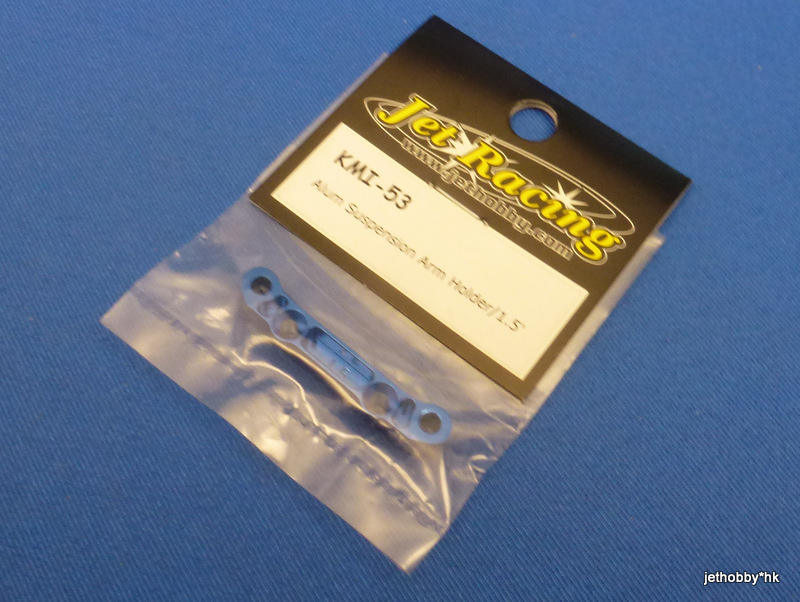 Jet Racing
www.jethobby.com
KMI-53
Alum Suspension Arm Holder/1.5°
jethobby*hk